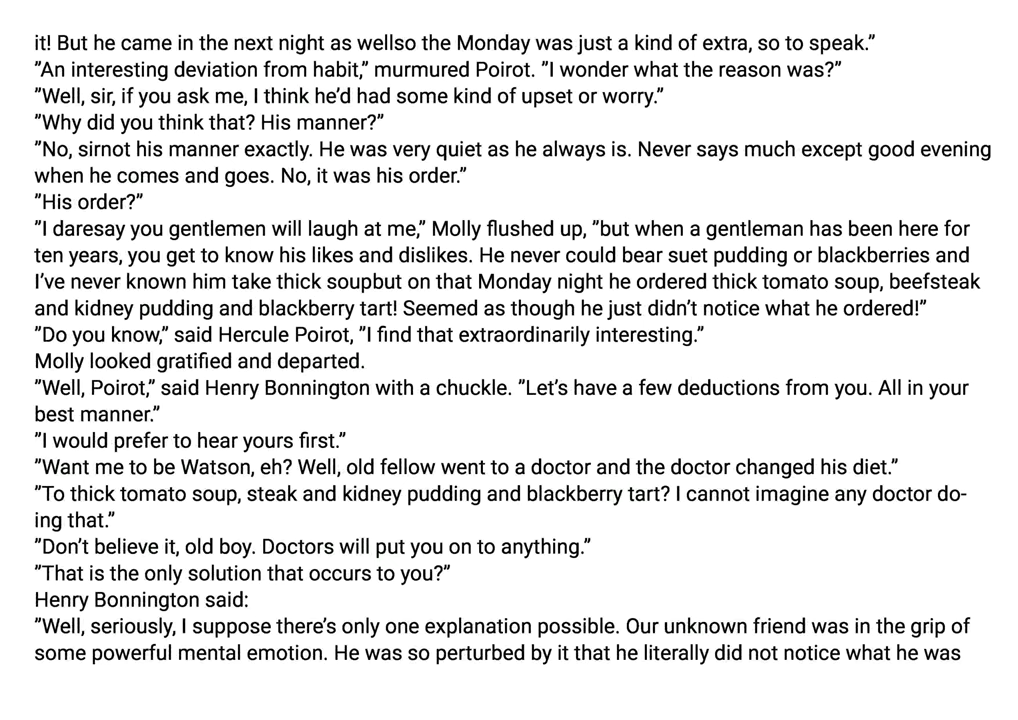 it! But he came in the next night as wellso the Monday was just a kind of extra, so to speak.”
”An interesting deviation from habit,” murmured Poirot. ”I wonder what the reason was?”
”Well, sir, if you ask me, I think he’d had some kind of upset or worry.”
”Why did you think that? His manner?”
”No, sirnot his manner exactly. He was very quiet as he always is. Never says much except good evening
when he comes and goes. No, it was his order.”
”His order?”
”I daresay you gentlemen will laugh at me,” Molly flushed up, ”but when a gentleman has been here for
ten years, you get to know his likes and dislikes. He never could bear suet pudding or blackberries and
I’ve never known him take thick soupbut on that Monday night he ordered thick tomato soup, beefsteak
and kidney pudding and blackberry tart! Seemed as though he just didn’t notice what he ordered!”
”Do you know,” said Hercule Poirot, ”I find that extraordinarily interesting.”
Molly looked gratified and departed.
”Well, Poirot,” said Henry Bonnington with a chuckle. ”Let’s have a few deductions from you. All in your
best manner.”
”I would prefer to hear yours first.”
”Want me to be Watson, eh? Well, old fellow went to a doctor and the doctor changed his diet.”
”To thick tomato soup, steak and kidney pudding and blackberry tart? I cannot imagine any doctor do-
ing that.”
”Don’t believe it, old boy. Doctors will put you on to anything.”
”That is the only solution that occurs to you?”
Henry Bonnington said:
”Well, seriously, I suppose there’s only one explanation possible. Our unknown friend was in the grip of
some powerful mental emotion. He was so perturbed by it that he literally did not notice what he was